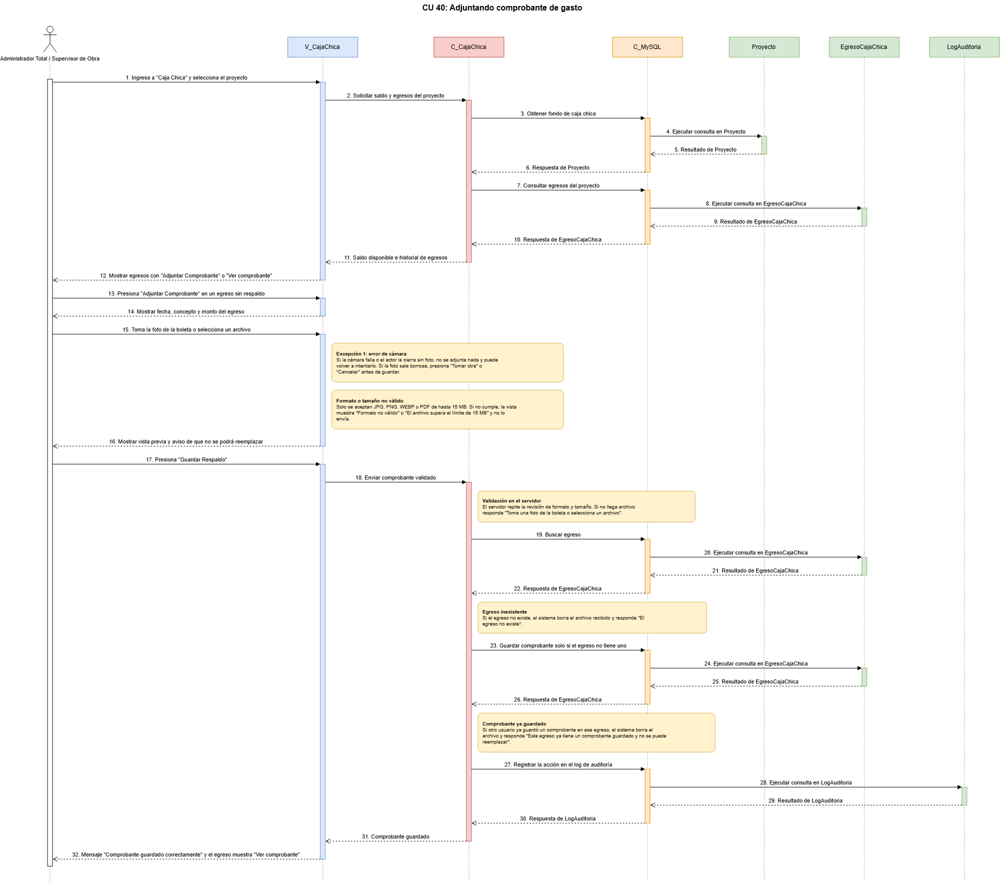 CU 40: Adjuntando comprobante de gasto
Administrador Total / Supervisor de Obra
V_CajaChica
C_CajaChica
C_MySQL
Proyecto
EgresoCajaChica
LogAuditoria
1. Ingresa a "Caja Chica" y selecciona el proyecto
2. Solicitar saldo y egresos del proyecto
3. Obtener fondo de caja chica
4. Ejecutar consulta en Proyecto
5. Resultado de Proyecto
6. Respuesta de Proyecto
7. Consultar egresos del proyecto
8. Ejecutar consulta en EgresoCajaChica
9. Resultado de EgresoCajaChica
10. Respuesta de EgresoCajaChica
11. Saldo disponible e historial de egresos
12. Mostrar egresos con "Adjuntar Comprobante" o "Ver comprobante"
13. Presiona "Adjuntar Comprobante" en un egreso sin respaldo
14. Mostrar fecha, concepto y monto del egreso
15. Toma la foto de la boleta o selecciona un archivo
Excepción 1: error de cámara
Si la cámara falla o el actor la cierra sin foto, no se adjunta nada y puede
volver a intentarlo. Si la foto sale borrosa, presiona "Tomar otra" o
"Cancelar" antes de guardar.
Formato o tamaño no válido
Solo se aceptan JPG, PNG, WEBP o PDF de hasta 15 MB. Si no cumple, la vista
muestra "Formato no válido" o "El archivo supera el límite de 15 MB" y no lo
envía.
16. Mostrar vista previa y aviso de que no se podrá reemplazar
17. Presiona "Guardar Respaldo"
18. Enviar comprobante validado
Validación en el servidor
El servidor repite la revisión de formato y tamaño. Si no llega archivo
responde "Toma una foto de la boleta o selecciona un archivo".
19. Buscar egreso
20. Ejecutar consulta en EgresoCajaChica
21. Resultado de EgresoCajaChica
22. Respuesta de EgresoCajaChica
Egreso inexistente
Si el egreso no existe, el sistema borra el archivo recibido y responde "El
egreso no existe".
23. Guardar comprobante solo si el egreso no tiene uno
24. Ejecutar consulta en EgresoCajaChica
25. Resultado de EgresoCajaChica
26. Respuesta de EgresoCajaChica
Comprobante ya guardado
Si otro usuario ya guardó un comprobante en ese egreso, el sistema borra el
archivo y responde "Este egreso ya tiene un comprobante guardado y no se puede
reemplazar".
27. Registrar la acción en el log de auditoría
28. Ejecutar consulta en LogAuditoria
29. Resultado de LogAuditoria
30. Respuesta de LogAuditoria
31. Comprobante guardado
32. Mensaje "Comprobante guardado correctamente" y el egreso muestra "Ver comprobante"